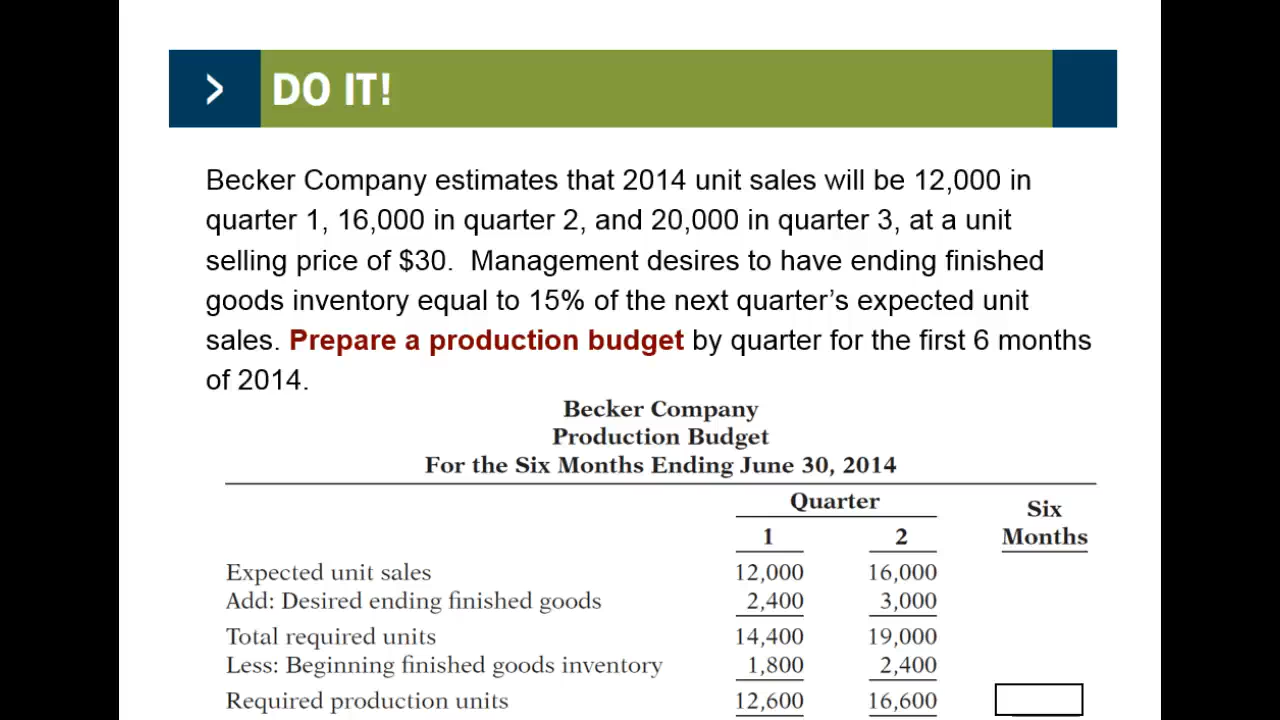 > DO IT!
Becker Company estimates that 2014 unit sales will be 12,000 in
quarter 1, 16,000 in quarter 2, and 20,000 in quarter 3, at a unit
selling price of $30. Management desires to have ending finished
goods inventory equal to 15% of the next quarter’s expected unit
sales. Prepare a production budget by quarter for the first 6 months
of 2014.
Becker Company
Production Budget
For the Six Months Ending June 30, 2014
Quarter Six
1 2 Months
Expected unit sales 12,000 16,000
Add: Desired ending finished goods 2,400 3,000
Total required units 14,400 19,000
Less: Beginning finished goods inventory 1,800 2,400
Required production units 12,600 16,600